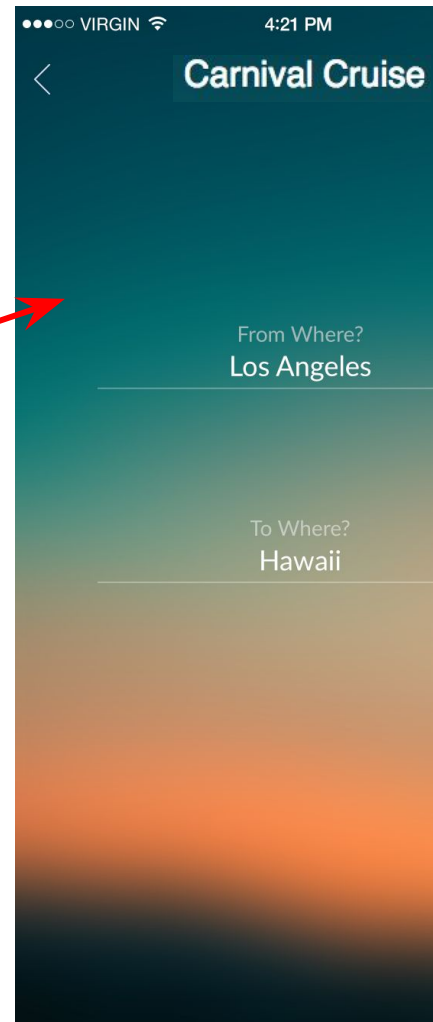 VIRGIN 4:21 PM
Carnival Cruise
From Where?
Los Angeles
To Where?
Hawaii